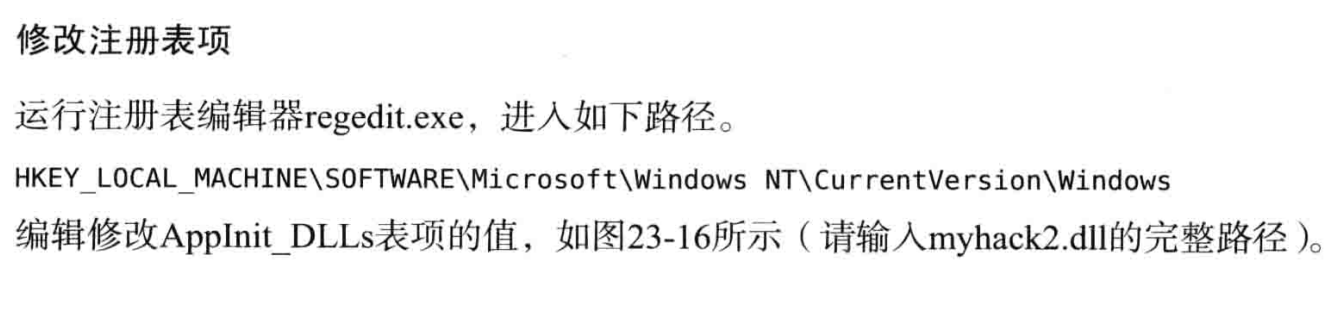 修改注册表项
运行注册表编辑器regedit.exe，进入如下路径。
HKEY_LOCAL_MACHINE\SOFTWARE\Microsoft\Windows NT\CurrentVersion\Windows
编辑修改AppInit_DLLs表项的值，如图23-16所示（请输入myhack2.dll的完整路径）。